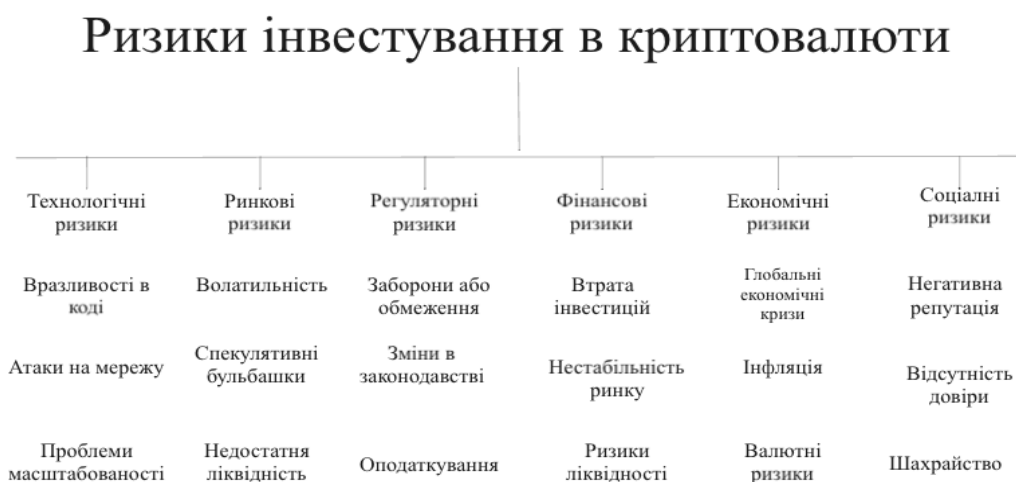 Ризики інвестування в криптовалюти
Технологічні
ризики
Ринкові
ризики
Регуляторні
ризики
Фінансові
ризики
Економічні
ризики
Соціалні
ризики
Вразливості в
коді
Волатильність
Заборони або
обмеження
Втрата
інвестицій
Глобальні
економічні
кризи
Негативна
репутація
Атаки на мережу
Спекулятивні
бульбашки
Зміни в
законодавстві
Нестабільність
ринку
Інфляція
Відсутність
довіри
Проблеми
масштабованості
Недостатня
ліквідність
Оподаткування
Ризики
ліквідності
Валютні
ризики
Шахрайство